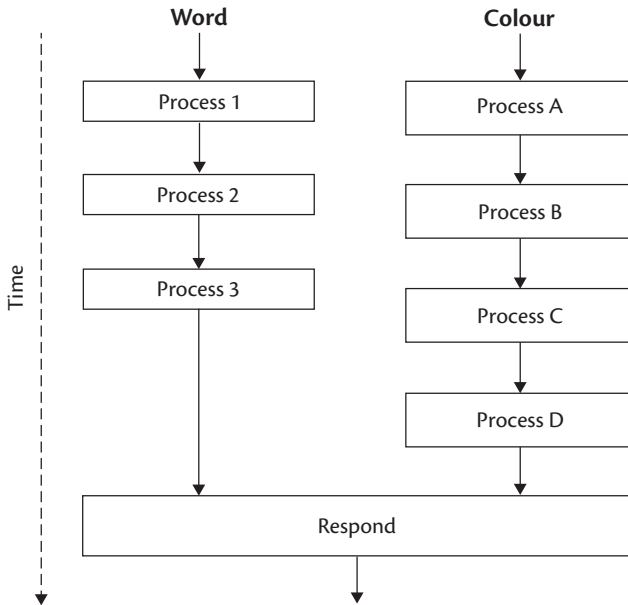 Word
Colour
Process 1
Process A
Process 2
Process B
Process 3
Process C
Process D
Respond
Time